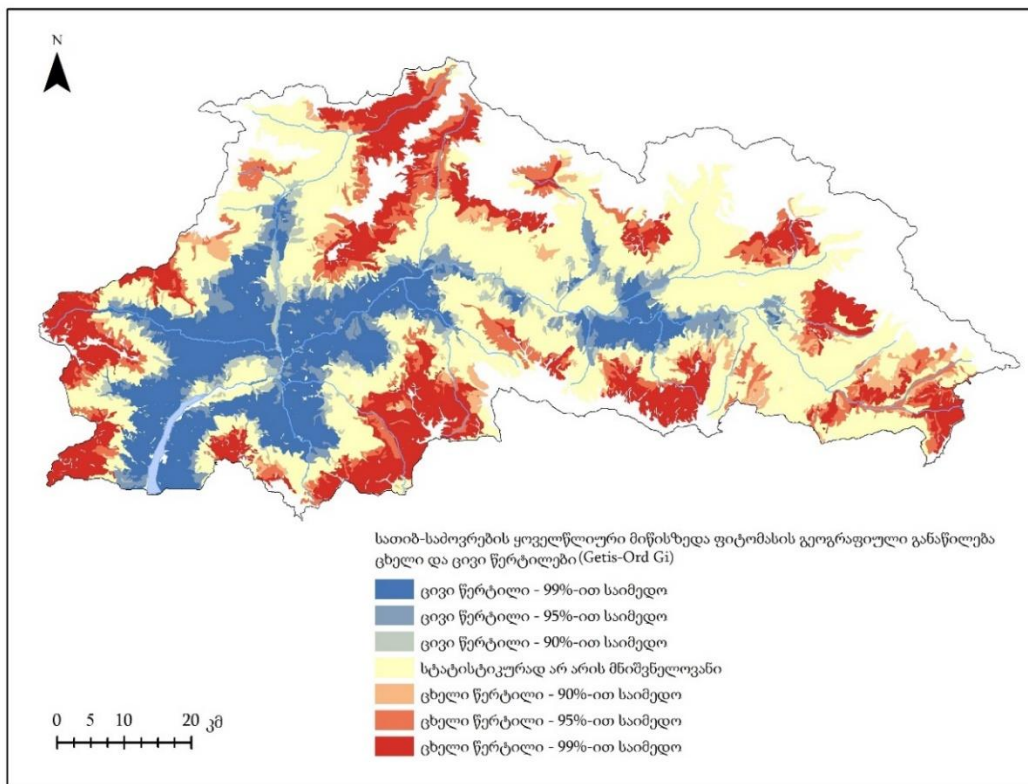 N
სათიბ-საძოვრების ყოველწლიური მიწისზედა ფიტომასის გეოგრაფიული განაწილება
ცხელი და ცივი წერტილები (Getis-Ord Gi)
ცივი წერტილი - 99%-ით საიმედო
ცივი წერტილი - 95%-ით საიმედო
ცივი წერტილი - 90%-ით საიმედო
სტატისტიკურად არ არის მნიშვნელოვანი
ცხელი წერტილი - 90%-ით საიმედო
ცხელი წერტილი - 95%-ით საიმედო
ცხელი წერტილი - 99%-ით საიმედო
0 5 10 20 კმ